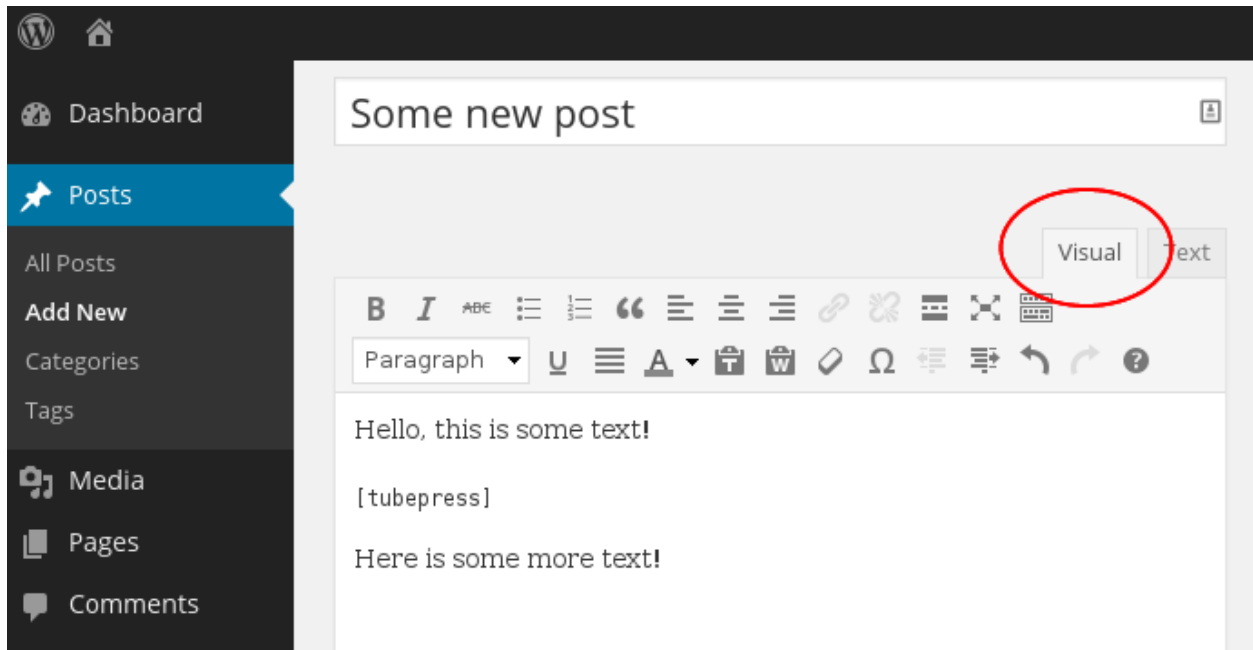 Dashboard
Some new post
Posts
All Posts
Visual Text
Add New
B I ABC U A T W Ω ?
Paragraph
Categories
Tags
Hello, this is some text!
Media
[tubepress]
Pages
Here is some more text!
Comments